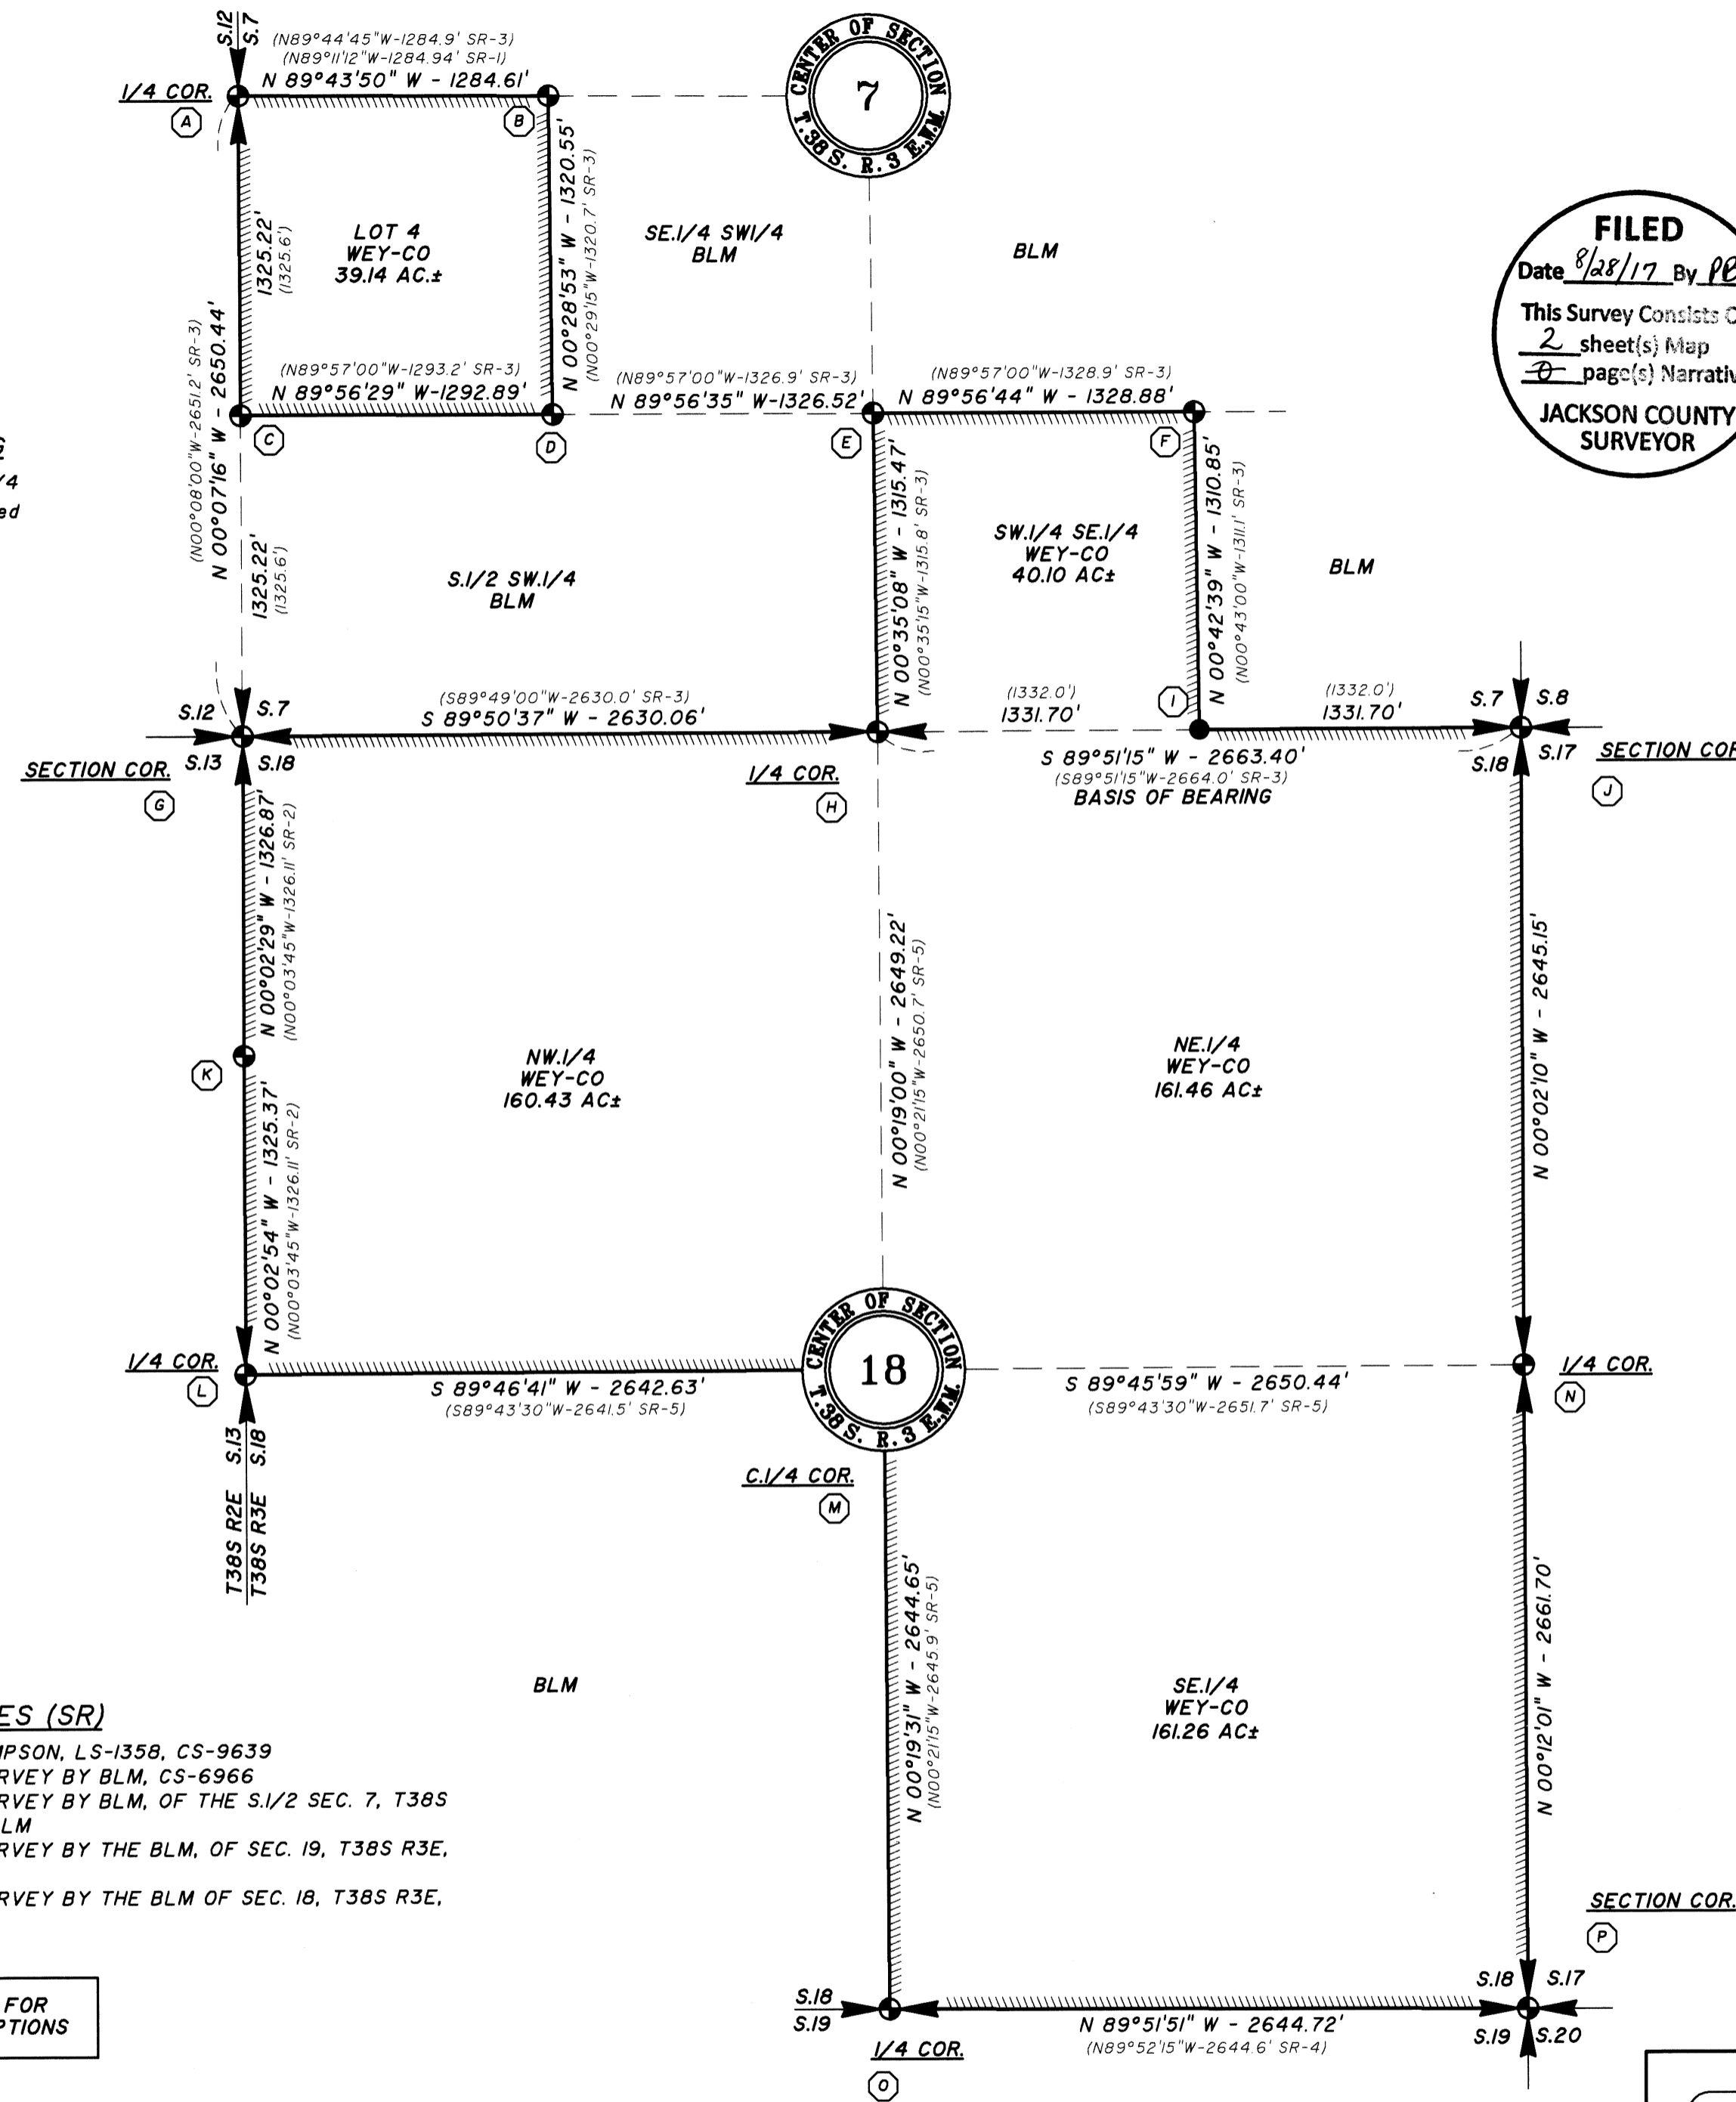 S.12
S.7
(N89°44'45"W-1284.9' SR-3)
(N89°11'12"W-1284.94' SR-1)
N 89°43'50" W - 1284.61'
1/4 COR.
A
B
CENTER OF SECTION
7
T.38 S. R.3 E.,W.M.
1325.22'
(1325.6')
LOT 4
WEY-CO
39.14 AC.±
N 00°28'53" W - 1320.55'
(N00°29'15"W-1320.7' SR-3)
SE.1/4 SW1/4
BLM
BLM
FILED
Date 8/28/17 By PB
This Survey Consists O
2 sheet(s) Map
0 page(s) Narrativ
JACKSON COUNTY
SURVEYOR
(N00°08'00"W-2651.2' SR-3)
N 00°07'16" W - 2650.44'
(N89°57'00"W-1293.2' SR-3)
N 89°56'29" W-1292.89'
(N89°57'00"W-1326.9' SR-3)
N 89°56'35" W-1326.52'
(N89°57'00"W-1328.9' SR-3)
N 89°56'44" W - 1328.88'
C
D
E
F
/4
ed
1325.22'
(1325.6')
S.1/2 SW.1/4
BLM
N 00°35'08" W - 1315.47'
(N00°35'15"W-1315.8' SR-3)
SW.1/4 SE.1/4
WEY-CO
40.10 AC±
N 00°42'39" W - 1310.85'
(N00°43'00"W-1311.1' SR-3)
BLM
S.12
S.7
(S89°49'00"W-2630.0' SR-3)
S 89°50'37" W - 2630.06'
(1332.0')
1331.70'
I
(1332.0')
1331.70'
S.7
S.8
SECTION COR.
S.13
S.18
G
1/4 COR.
H
S 89°51'15" W - 2663.40'
(S89°51'15"W-2664.0' SR-3)
BASIS OF BEARING
S.18
S.17
SECTION COR
J
N 00°02'29" W - 1326.87'
(N00°03'45"W-1326.11' SR-2)
K
NW.1/4
WEY-CO
160.43 AC±
N 00°19'00" W - 2649.22'
(N00°21'15"W-2650.7' SR-5)
NE.1/4
WEY-CO
161.46 AC±
N 00°02'10" W - 2645.15'
N 00°02'54" W - 1325.37'
(N00°03'45"W-1326.11' SR-2)
1/4 COR.
L
S 89°46'41" W - 2642.63'
(S89°43'30"W-2641.5' SR-5)
CENTER OF SECTION
18
T.38 S. R.3 E.,W.M.
S 89°45'59" W - 2650.44'
(S89°43'30"W-2651.7' SR-5)
1/4 COR.
N
S.13
S.18
T38S R2E
T38S R3E
C.1/4 COR.
M
N 00°19'31" W - 2644.65'
(N00°21'15"W-2645.9' SR-5)
BLM
SE.1/4
WEY-CO
161.26 AC±
N 00°12'01" W - 2661.70'
ES (SR)
MPSON, LS-1358, CS-9639
RVEY BY BLM, CS-6966
RVEY BY BLM, OF THE S.1/2 SEC. 7, T38S
LM
RVEY BY THE BLM, OF SEC. 19, T38S R3E,
RVEY BY THE BLM OF SEC. 18, T38S R3E,
FOR
PTIONS
SECTION COR.
P
S.18
S.19
1/4 COR.
O
N 89°51'51" W - 2644.72'
(N89°52'15"W-2644.6' SR-4)
S.18
S.17
S.19
S.20